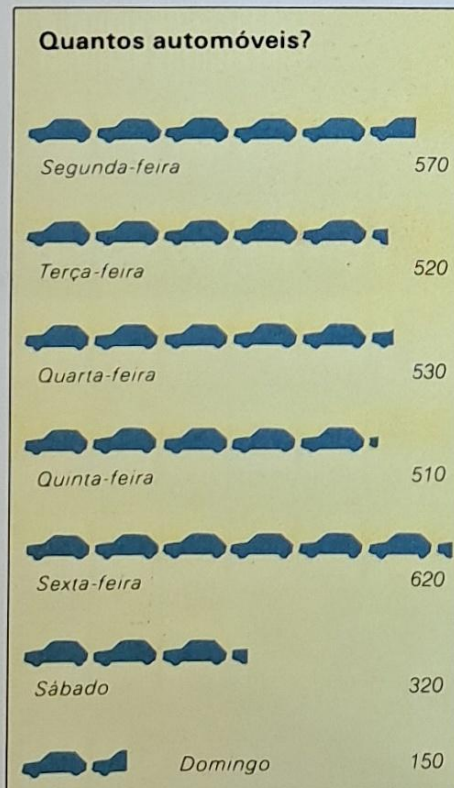 Quantos automóveis?
Segunda-feira 570
Terça-feira 520
Quarta-feira 530
Quinta-feira 510
Sexta-feira 620
Sábado 320
Domingo 150